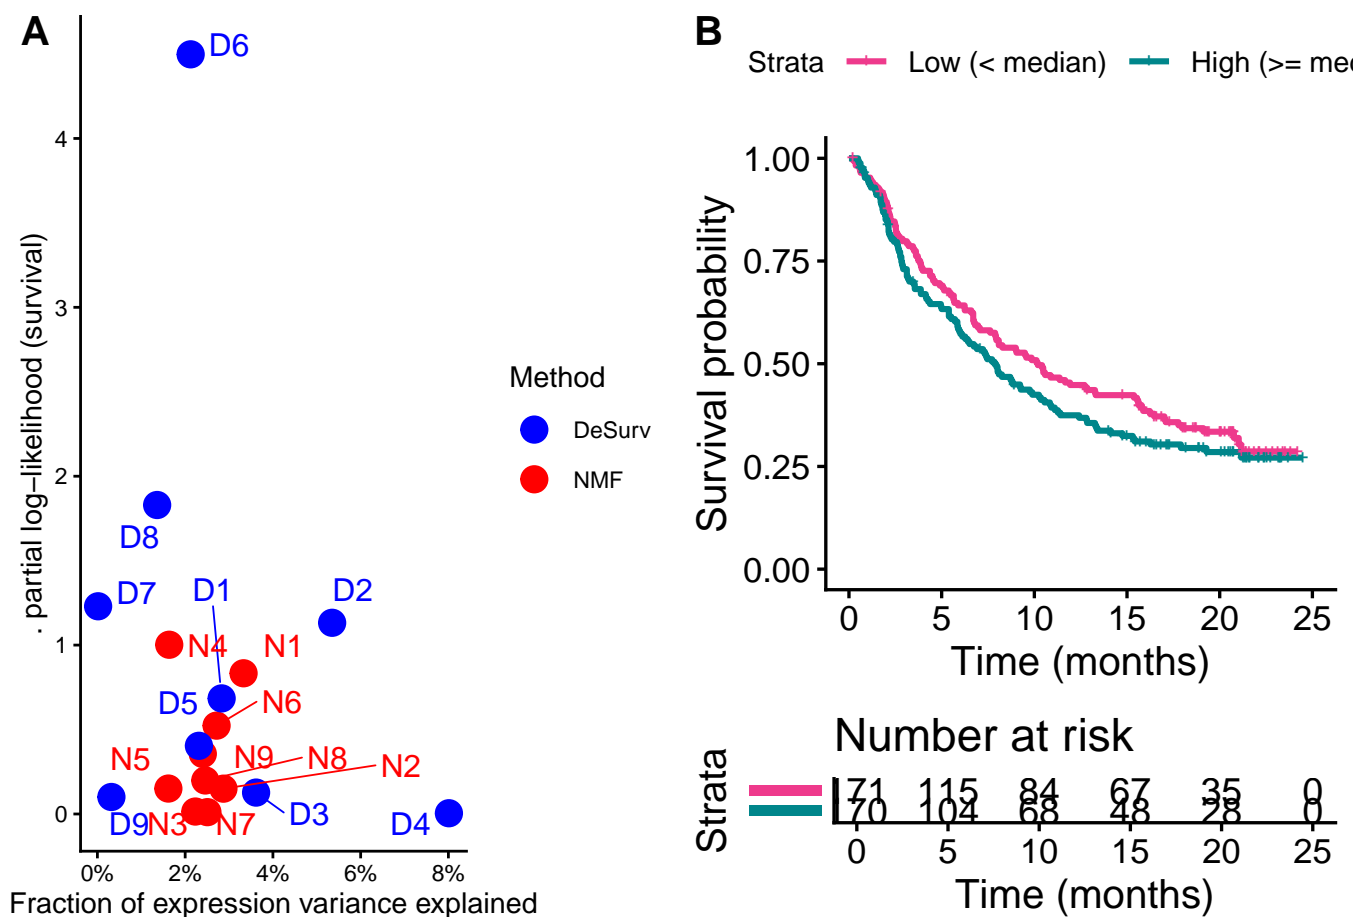 A
D6
4
3
2
1
0
. partial log−likelihood (survival)
Method
DeSurv
NMF
D8
D7
D1
D2
N4
N1
D5
N6
N5
N9
N8
N2
D9
N3
N7
D3
D4
0%
2%
4%
6%
8%
Fraction of expression variance explained
B
Strata
Low (< median)
High (>= med
1.00
0.75
0.50
0.25
0.00
Survival probability
0 5 10 15 20 25
Time (months)
Number at risk
Strata
171 115 84 67 35 0
170 104 68 48 28 0
0 5 10 15 20 25
Time (months)